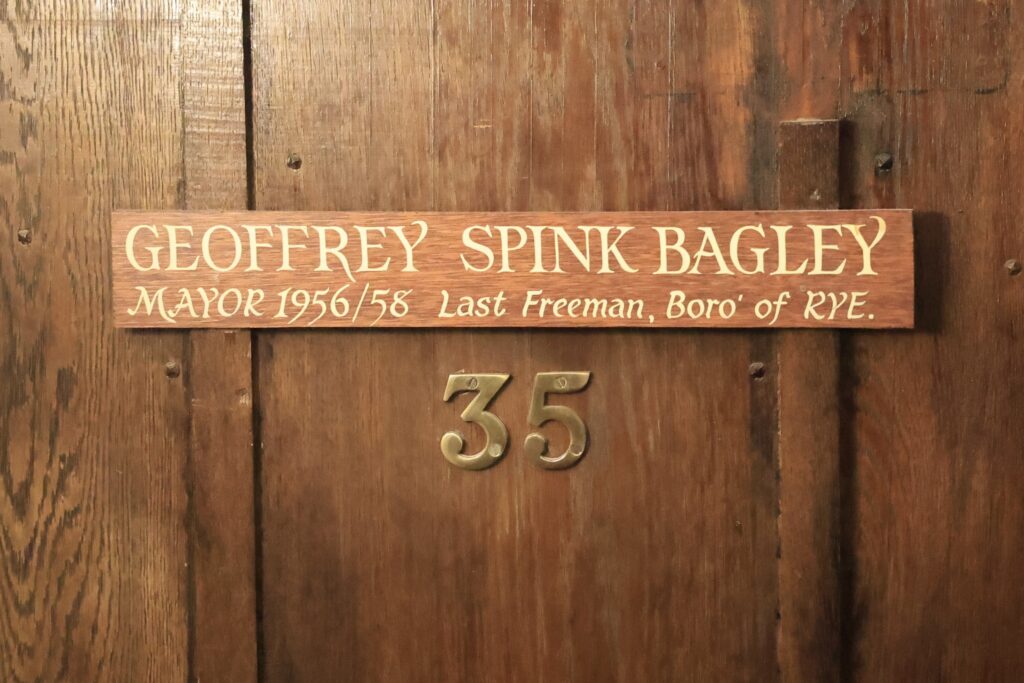 GEOFFREY SPINK BAGLEY
MAYOR 1956/58 Last Freeman, Boro' of RYE.
35